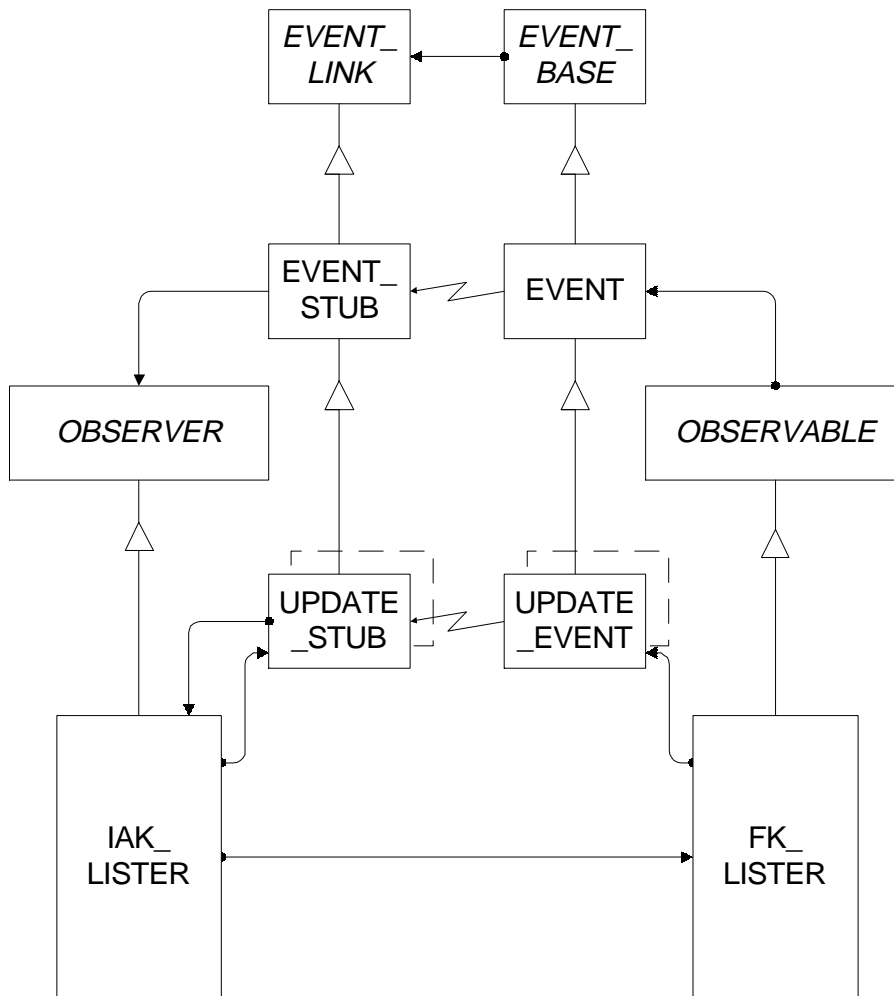 EVENT_
LINK
EVENT_
BASE
EVENT_
STUB
EVENT
OBSERVER
OBSERVABLE
UPDATE
_STUB
UPDATE
_EVENT
IAK_
LISTER
FK_
LISTER